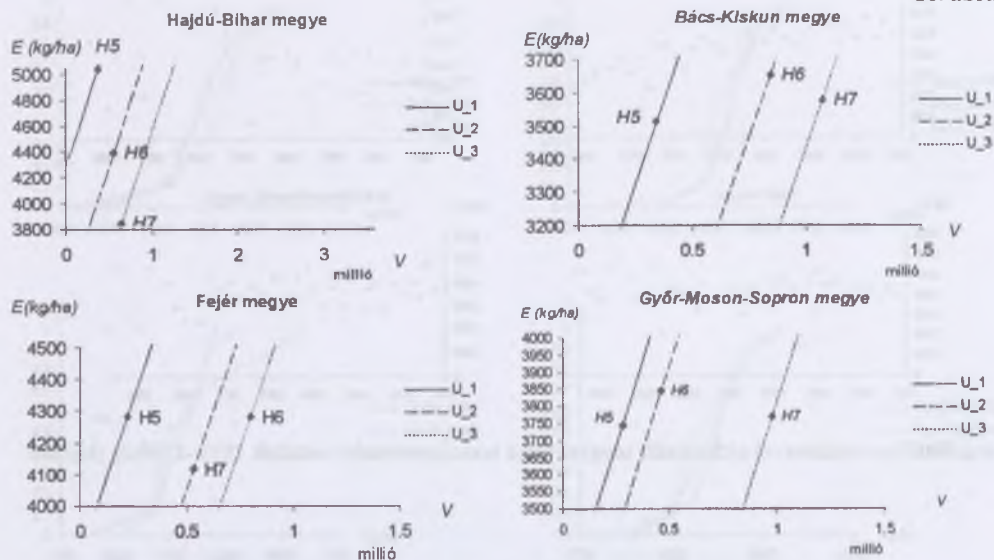 Hajdú-Bihar megye
E (kg/ha)
H5
5000
4800
4600
4400
4200
4000
3800
H6
H7
0
1
2
3
V
millió
U_1
U_2
U_3
Bács-Kiskun megye
E(kg/ha)
3700
3600
3500
3400
3300
3200
H5
H6
H7
0
0.5
1
1.5
V
millió
U_1
U_2
U_3
Fejér megye
E(kg/ha)
4500
4400
4300
4200
4100
4000
H5
H6
H7
0
0.5
1
1.5
V
millió
U_1
U_2
U_3
Győr-Moson-Sopron megye
E (kg/ha)
4000
3950
3900
3850
3800
3750
3700
3650
3600
3550
3500
H5
H6
H7
0
0.5
1
1.5
V
millió
U_1
U_2
U_3